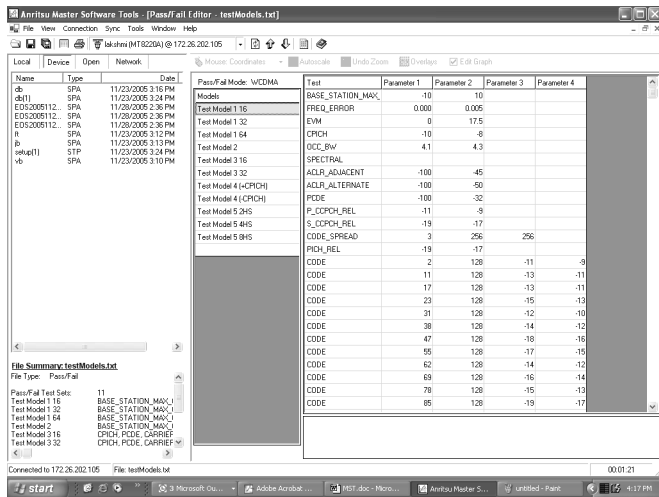 Anritsu Master Software Tools - [Pass/Fail Editor - testModels.txt]
File View Connection Sync Tools Window Help
lakshmi (MT8220A) @ 172.26.202.105
Local Device Open Network
Mouse: Coordinates Autoscale Undo Zoom Overlays Edit Graph
Name Type Date
db SPA 11/23/2005 3:16 PM
db(1) SPA 11/23/2005 3:24 PM
EOS2005112... SPA 11/28/2005 2:36 PM
EOS2005112... SPA 11/28/2005 2:36 PM
EOS2005112... SPA 11/28/2005 2:36 PM
ft SPA 11/23/2005 3:12 PM
jb SPA 11/23/2005 3:13 PM
setup(1) STP 11/23/2005 3:24 PM
vb SPA 11/23/2005 3:10 PM
File Summary: testModels.txt
File Type: Pass/Fail
Pass/Fail Test Sets: 11
Test Model 1 16 BASE_STATION_MAX_(
Test Model 1 32 BASE_STATION_MAX_(
Test Model 1 64 BASE_STATION_MAX_(
Test Model 2 BASE_STATION_MAX_(
Test Model 3 16 CPICH, PCDE, CARRIEF
Test Model 3 32 CPICH, PCDE, CARRIEF
Pass/Fail Mode: WCDMA
Models
Test Model 1 16
Test Model 1 32
Test Model 1 64
Test Model 2
Test Model 3 16
Test Model 3 32
Test Model 4 (+CPICH)
Test Model 4 (-CPICH)
Test Model 5 2HS
Test Model 5 4HS
Test Model 5 8HS
Test Parameter 1 Parameter 2 Parameter 3 Parameter 4
BASE_STATION_MAX_ -10 10
FREQ_ERROR 0.000 0.005
EVM 0 17.5
CPICH -10 -8
OCC_BW 4.1 4.3
SPECTRAL
ACLR_ADJACENT -100 -45
ACLR_ALTERNATE -100 -50
PCDE -100 -32
P_CCPCH_REL -11 -9
S_CCPCH_REL -19 -17
CODE_SPREAD 3 256 256
PICH_REL -19 -17
CODE 2 128 -11 -9
CODE 11 128 -13 -11
CODE 17 128 -13 -11
CODE 23 128 -15 -13
CODE 31 128 -12 -10
CODE 38 128 -14 -12
CODE 47 128 -18 -16
CODE 55 128 -17 -15
CODE 62 128 -14 -12
CODE 69 128 -16 -14
CODE 78 128 -15 -13
CODE 85 128 -19 -17
Connected to 172.26.202.105 File: testModels.txt 00:01:21
start 3 Microsoft Ou... Adobe Acrobat ... MST.doc - Micro... Anritsu Master S... untitled - Paint 4:17 PM